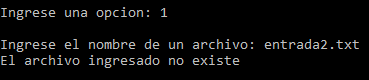 Ingrese una opcion: 1
Ingrese el nombre de un archivo: entrada2.txt
El archivo ingresado no existe